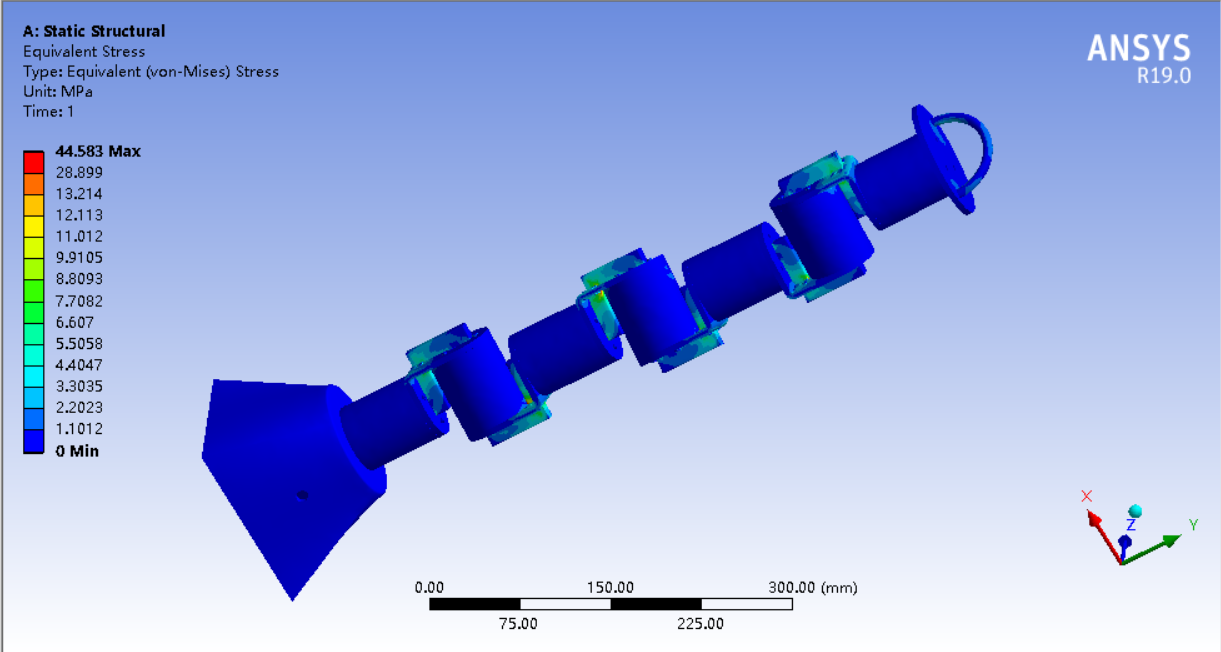 A: Static Structural
Equivalent Stress
Type: Equivalent (von-Mises) Stress
Unit: MPa
Time: 1
ANSYS
R19.0
44.583 Max
28.899
13.214
12.113
11.012
9.9105
8.8093
7.7082
6.607
5.5058
4.4047
3.3035
2.2023
1.1012
0 Min
X
Z
Y
0.00 150.00 300.00 (mm)
75.00 225.00